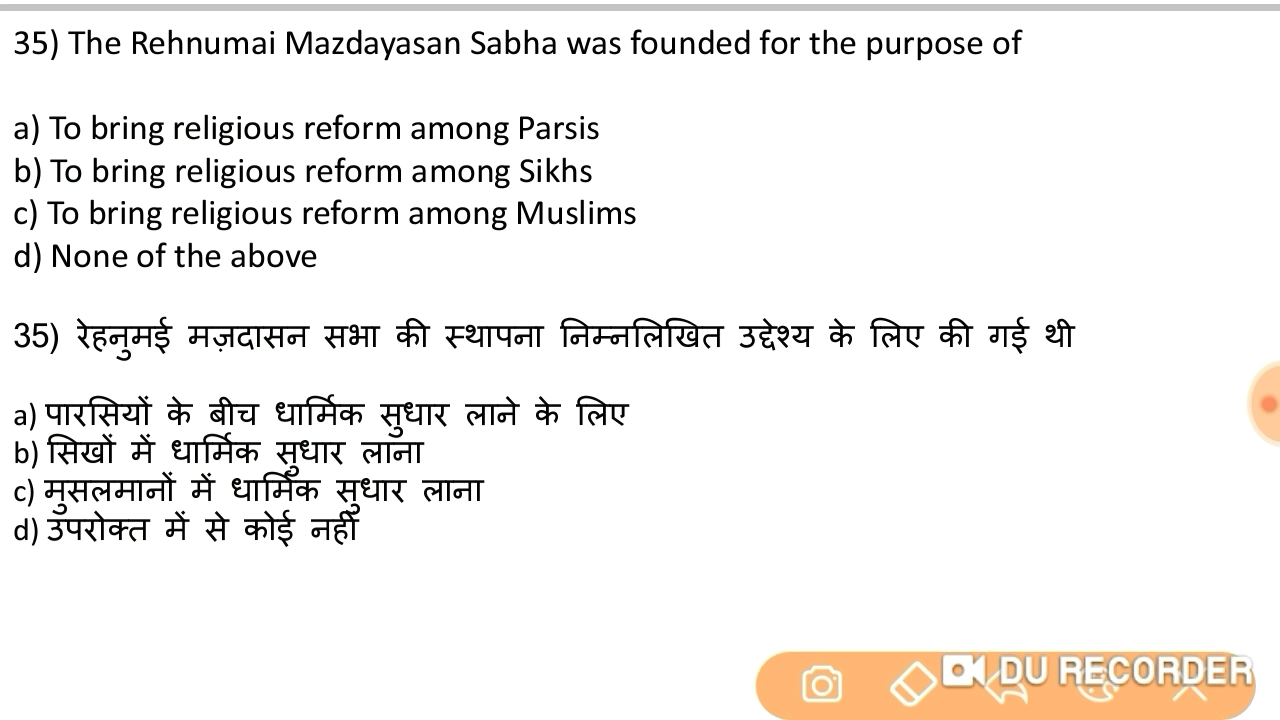 35) The Rehnumai Mazdayasan Sabha was founded for the purpose of
a) To bring religious reform among Parsis
b) To bring religious reform among Sikhs
c) To bring religious reform among Muslims
d) None of the above
35) रेहनुमई मज़दासन सभा की स्थापना निम्नलिखित उद्देश्य के लिए की गई थी
a) पारसियों के बीच धार्मिक सुधार लाने के लिए
b) सिखों में धार्मिक सुधार लाना
c) मुसलमानों में धार्मिक सुधार लाना
d) उपरोक्त में से कोई नहीं
DU RECORDER